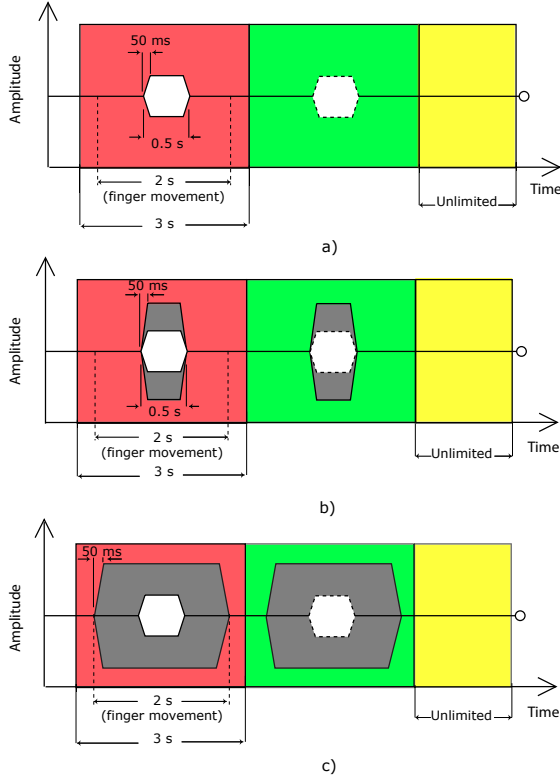 Amplitude
50 ms
0.5 s
2 s
(finger movement)
3 s
Unlimited
Time
a)
Amplitude
50 ms
0.5 s
2 s
(finger movement)
3 s
Unlimited
Time
b)
Amplitude
50 ms
2 s
(finger movement)
3 s
Unlimited
Time
c)